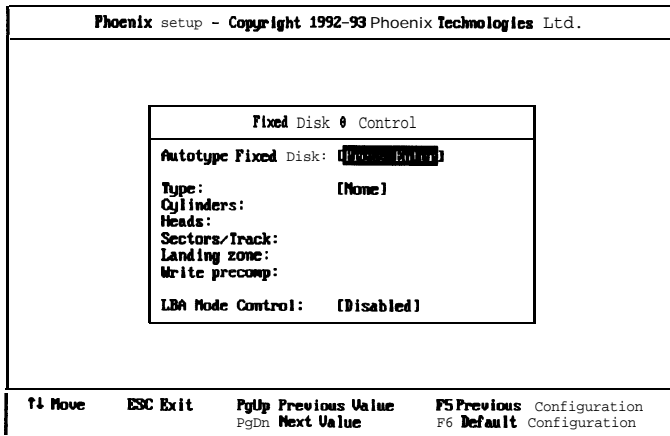 Phoenix setup - Copyright 1992-93 Phoenix Technologies Ltd.
Fixed Disk 0 Control
Autotype Fixed Disk: [Press Enter]
Type: [None]
Cylinders:
Heads:
Sectors/Track:
Landing zone:
Write precomp:
LBA Mode Control: [Disabled]
↑↓ Move ESC Exit PgUp Previous Value F5 Previous Configuration
PgDn Next Value F6 Default Configuration